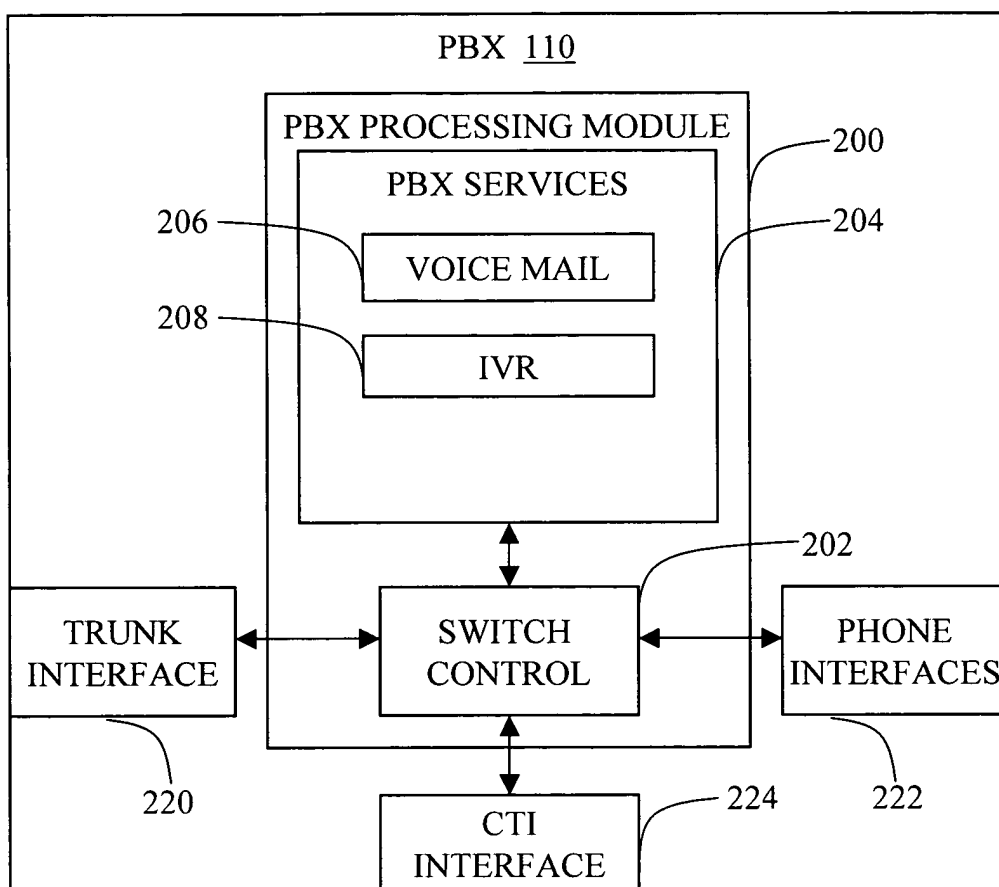 PBX 110
PBX PROCESSING MODULE
200
PBX SERVICES
206
204
VOICE MAIL
208
IVR
202
TRUNK
INTERFACE
SWITCH
CONTROL
PHONE
INTERFACES
220
224
222
CTI
INTERFACE